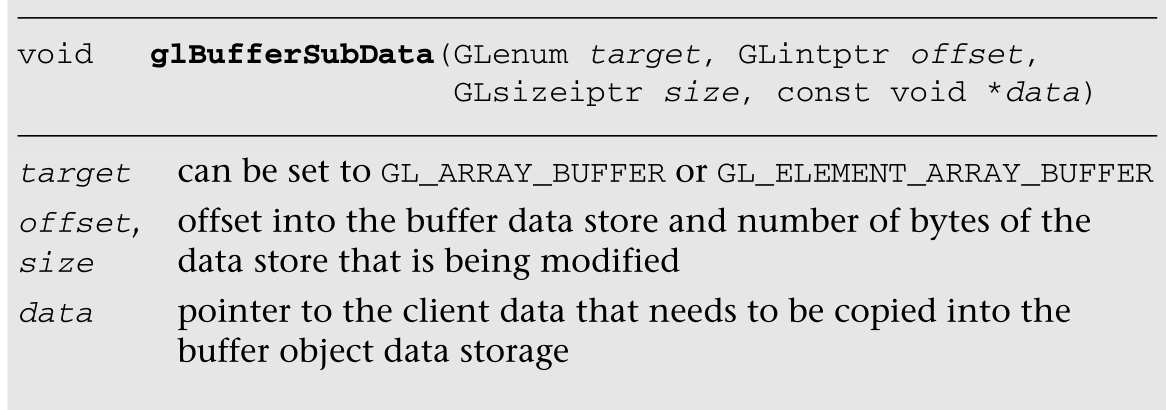 void glBufferSubData(GLenum target, GLintptr offset,
GLsizeiptr size, const void *data)
target can be set to GL_ARRAY_BUFFER or GL_ELEMENT_ARRAY_BUFFER
offset, offset into the buffer data store and number of bytes of the
size data store that is being modified
data pointer to the client data that needs to be copied into the
buffer object data storage